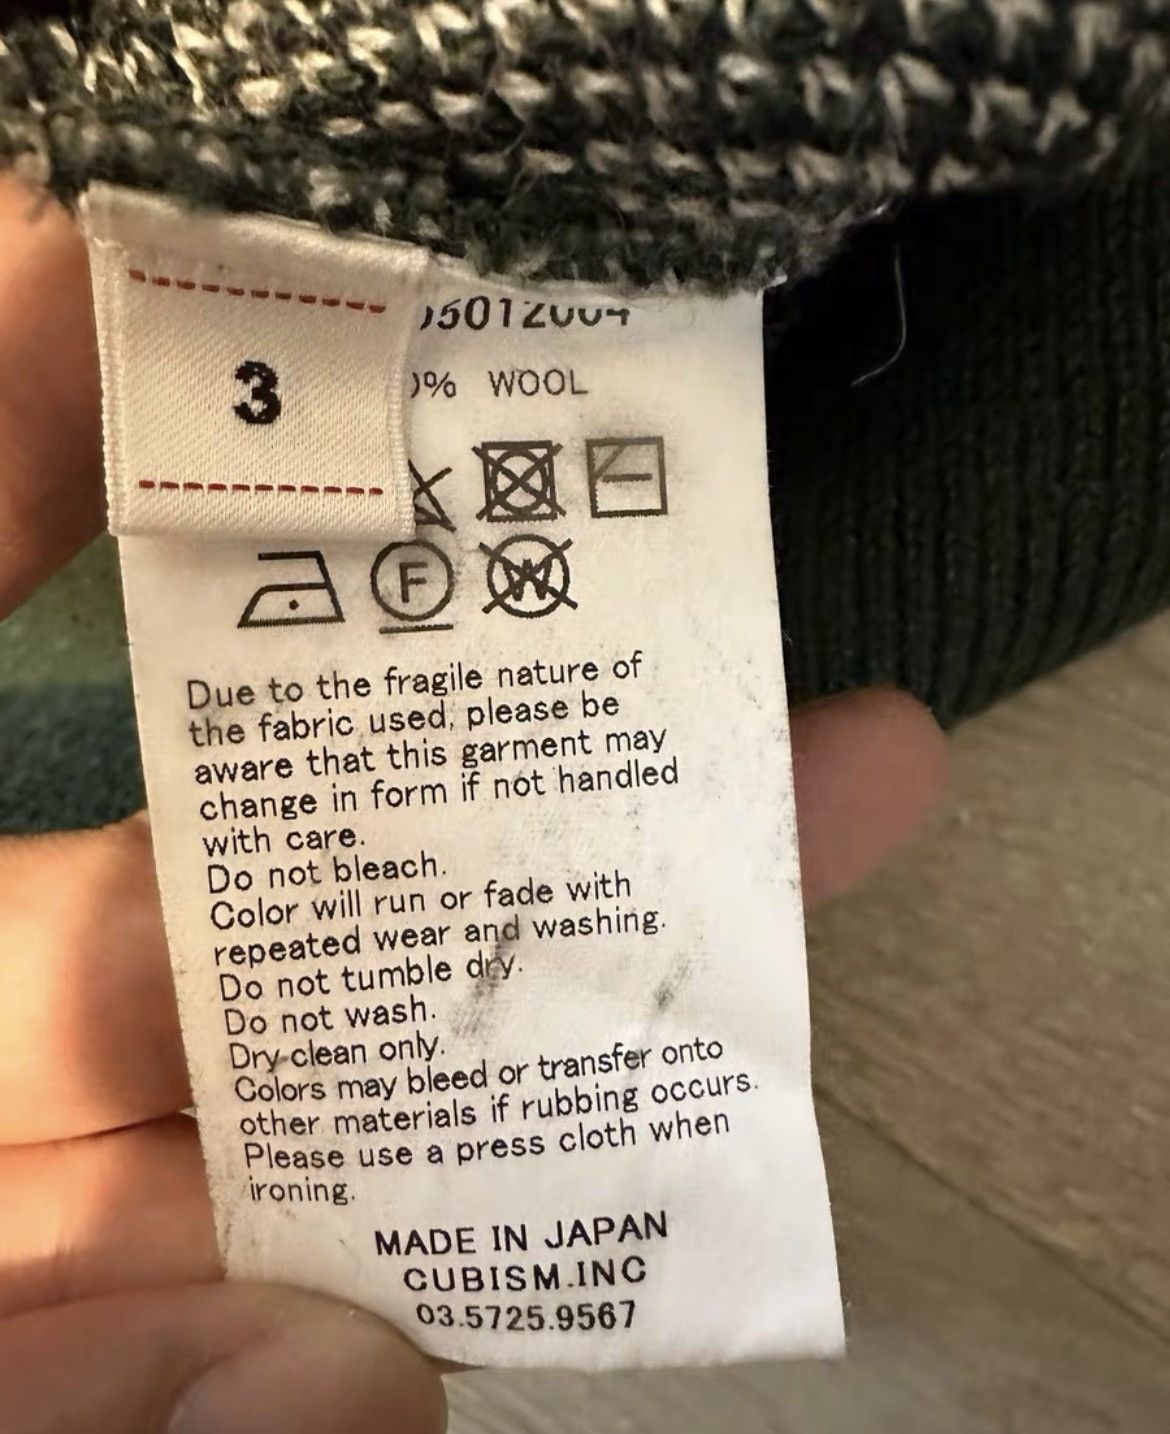 3
% WOOL
F
W
Due to the fragile nature of
the fabric used, please be
aware that this garment may
change in form if not handled
with care.
Do not bleach.
Color will run or fade with
repeated wear and washing.
Do not tumble dry.
Do not wash.
Dry clean only.
Colors may bleed or transfer onto
other materials if rubbing occurs.
Please use a press cloth when
ironing.
MADE IN JAPAN
CUBISM.INC
03.5725.9567